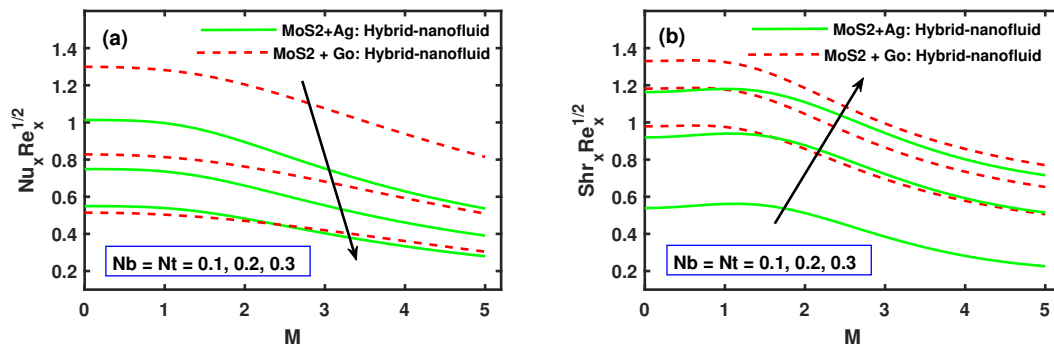 (a)
MoS2+Ag: Hybrid-nanofluid
MoS2 + Go: Hybrid-nanofluid
1.4
1.2
1
0.8
0.6
0.4
0.2
Nu_x Re_x^{1/2}
Nb = Nt = 0.1, 0.2, 0.3
0 1 2 3 4 5
M
(b)
MoS2+Ag: Hybrid-nanofluid
MoS2 + Go: Hybrid-nanofluid
1.4
1.2
1
0.8
0.6
0.4
0.2
Shr_x Re_x^{1/2}
Nb = Nt = 0.1, 0.2, 0.3
0 1 2 3 4 5
M